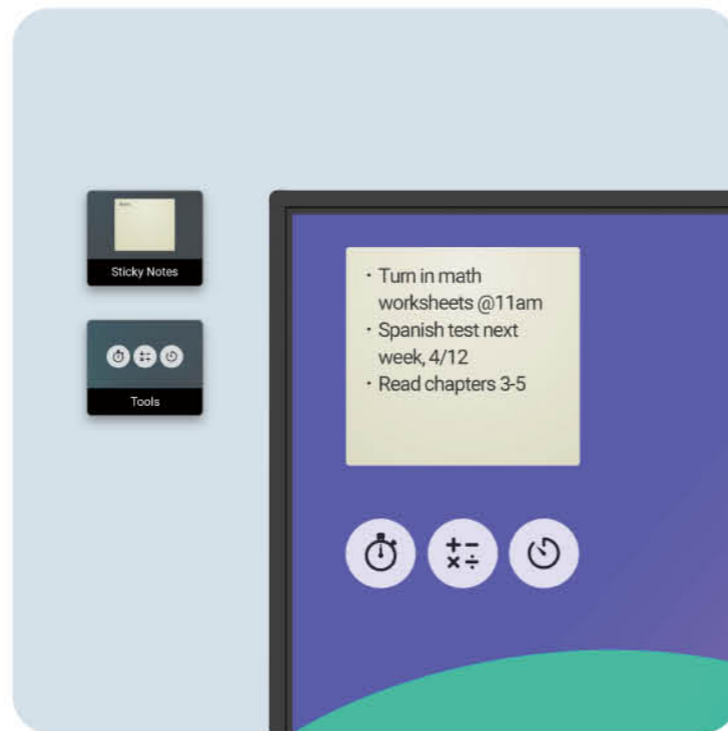 Sticky Notes
Tools
· Turn in math
worksheets @11am
· Spanish test next
week, 4/12
· Read chapters 3-5